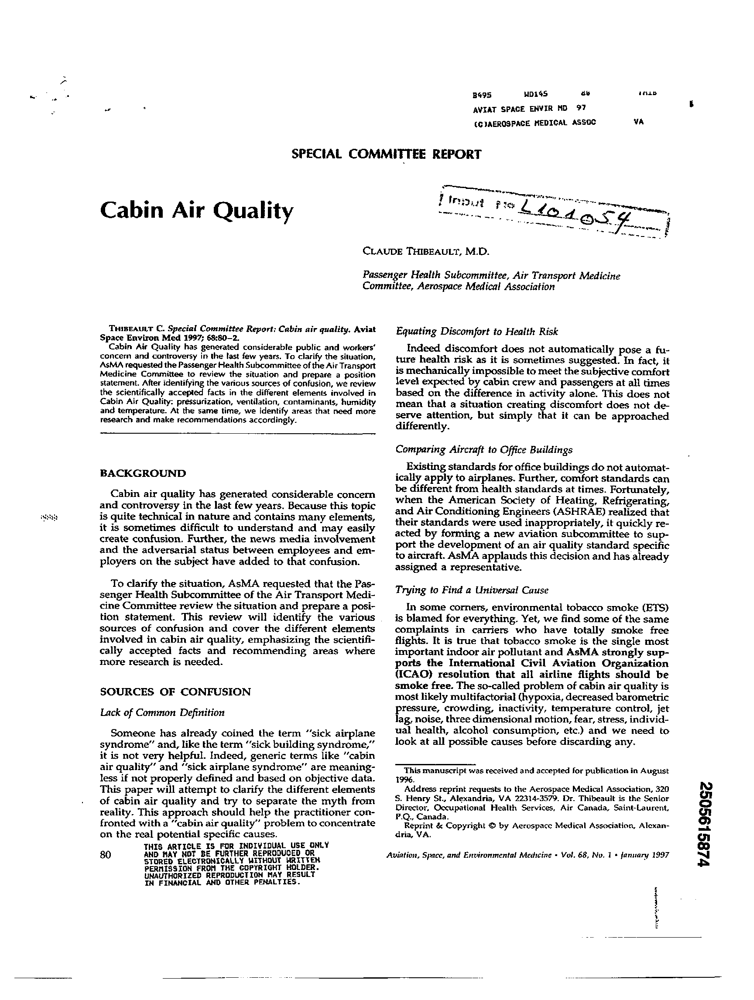 B495 WD145
AVIAT SPACE ENVIR MD 97
(C)AEROSPACE MEDICAL ASSOC VA
SPECIAL COMMITTEE REPORT
Cabin Air Quality
Input no L101054
CLAUDE THIBEAULT, M.D.
Passenger Health Subcommittee, Air Transport Medicine
Committee, Aerospace Medical Association
THIBEAULT C. Special Committee Report: Cabin air quality. Aviat
Space Environ Med 1997; 68:80–2.
Cabin Air Quality has generated considerable public and workers'
concern and controversy in the last few years. To clarify the situation,
AsMA requested the Passenger Health Subcommittee of the Air Transport
Medicine Committee to review the situation and prepare a position
statement. After identifying the various sources of confusion, we review
the scientifically accepted facts in the different elements involved in
Cabin Air Quality: pressurization, ventilation, contaminants, humidity
and temperature. At the same time, we identify areas that need more
research and make recommendations accordingly.
BACKGROUND
Cabin air quality has generated considerable concern
and controversy in the last few years. Because this topic
is quite technical in nature and contains many elements,
it is sometimes difficult to understand and may easily
create confusion. Further, the news media involvement
and the adversarial status between employees and em-
ployers on the subject have added to that confusion.
To clarify the situation, AsMA requested that the Pas-
senger Health Subcommittee of the Air Transport Medi-
cine Committee review the situation and prepare a posi-
tion statement. This review will identify the various
sources of confusion and cover the different elements
involved in cabin air quality, emphasizing the scientifi-
cally accepted facts and recommending areas where
more research is needed.
SOURCES OF CONFUSION
Lack of Common Definition
Someone has already coined the term "sick airplane
syndrome" and, like the term "sick building syndrome,"
it is not very helpful. Indeed, generic terms like "cabin
air quality" and "sick airplane syndrome" are meaning-
less if not properly defined and based on objective data.
This paper will attempt to clarify the different elements
of cabin air quality and try to separate the myth from
reality. This approach should help the practitioner con-
fronted with a "cabin air quality" problem to concentrate
on the real potential specific causes.
Equating Discomfort to Health Risk
Indeed discomfort does not automatically pose a fu-
ture health risk as it is sometimes suggested. In fact, it
is mechanically impossible to meet the subjective comfort
level expected by cabin crew and passengers at all times
based on the difference in activity alone. This does not
mean that a situation creating discomfort does not de-
serve attention, but simply that it can be approached
differently.
Comparing Aircraft to Office Buildings
Existing standards for office buildings do not automat-
ically apply to airplanes. Further, comfort standards can
be different from health standards at times. Fortunately,
when the American Society of Heating, Refrigerating,
and Air Conditioning Engineers (ASHRAE) realized that
their standards were used inappropriately, it quickly re-
acted by forming a new aviation subcommittee to sup-
port the development of an air quality standard specific
to aircraft. AsMA applauds this decision and has already
assigned a representative.
Trying to Find a Universal Cause
In some corners, environmental tobacco smoke (ETS)
is blamed for everything. Yet, we find some of the same
complaints in carriers who have totally smoke free
flights. It is true that tobacco smoke is the single most
important indoor air pollutant and AsMA strongly sup-
ports the International Civil Aviation Organization
(ICAO) resolution that all airline flights should be
smoke free. The so-called problem of cabin air quality is
most likely multifactorial (hypoxia, decreased barometric
pressure, crowding, inactivity, temperature control, jet
lag, noise, three dimensional motion, fear, stress, individ-
ual health, alcohol consumption, etc.) and we need to
look at all possible causes before discarding any.
This manuscript was received and accepted for publication in August
1996.
Address reprint requests to the Aerospace Medical Association, 320
S. Henry St., Alexandria, VA 22314-3579. Dr. Thibeault is the Senior
Director, Occupational Health Services, Air Canada, Saint-Laurent,
P.Q., Canada.
Reprint & Copyright © by Aerospace Medical Association, Alexan-
dria, VA.
80
THIS ARTICLE IS FOR INDIVIDUAL USE ONLY
AND MAY NOT BE FURTHER REPRODUCED OR
STORED ELECTRONICALLY WITHOUT WRITTEN
PERMISSION FROM THE COPYRIGHT HOLDER.
UNAUTHORIZED REPRODUCTION MAY RESULT
IN FINANCIAL AND OTHER PENALTIES.
Aviation, Space, and Environmental Medicine • Vol. 68, No. 1 • January 1997
2505615874